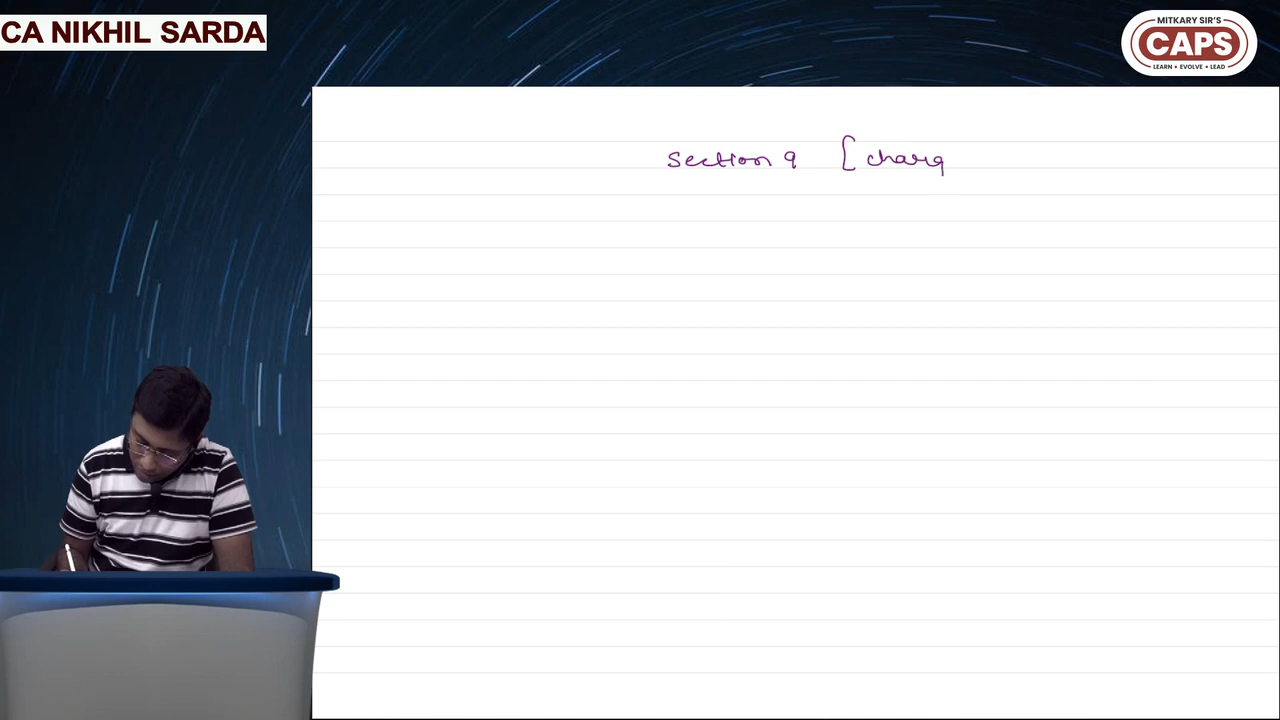 CA NIKHIL SARDA
MITKARY SIR'S
CAPS
LEARN • EVOLVE • LEAD
Section 9 [ charg